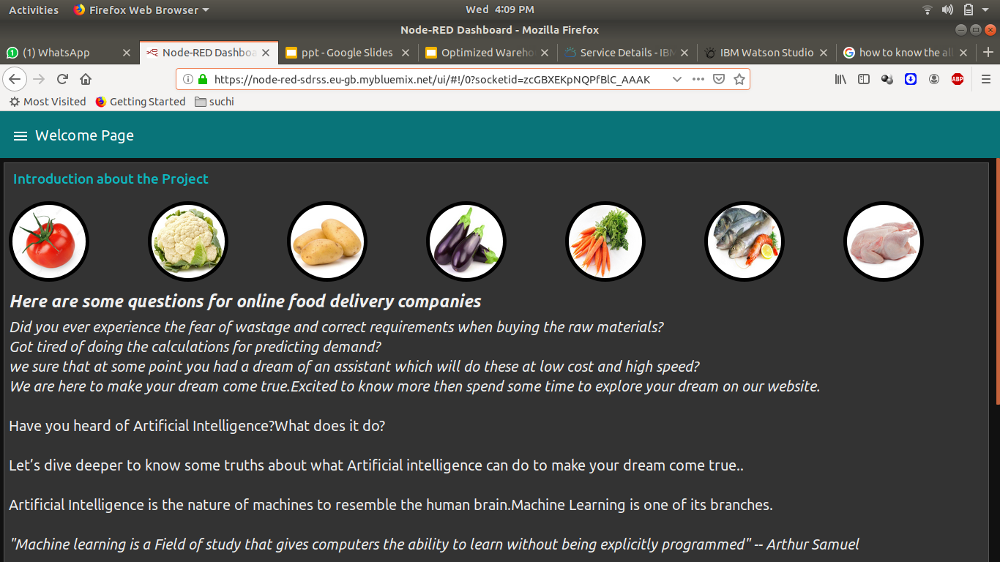 Activities Firefox Web Browser Wed 4:09 PM
Node-RED Dashboard - Mozilla Firefox
(1) WhatsApp Node-RED Dashboa ppt - Google Slides Optimized Wareho Service Details - IBM IBM Watson Studio how to know the all
https://node-red-sdrss.eu-gb.mybluemix.net/ui/#!/0?socketid=zcGBXEKpNQPfBlC_AAAK ABP
Most Visited Getting Started suchi
Welcome Page
Introduction about the Project
Here are some questions for online food delivery companies
Did you ever experience the fear of wastage and correct requirements when buying the raw materials?
Got tired of doing the calculations for predicting demand?
we sure that at some point you had a dream of an assistant which will do these at low cost and high speed?
We are here to make your dream come true.Excited to know more then spend some time to explore your dream on our website.
Have you heard of Artificial Intelligence?What does it do?
Let’s dive deeper to know some truths about what Artificial intelligence can do to make your dream come true..
Artificial Intelligence is the nature of machines to resemble the human brain.Machine Learning is one of its branches.
"Machine learning is a Field of study that gives computers the ability to learn without being explicitly programmed" -- Arthur Samuel